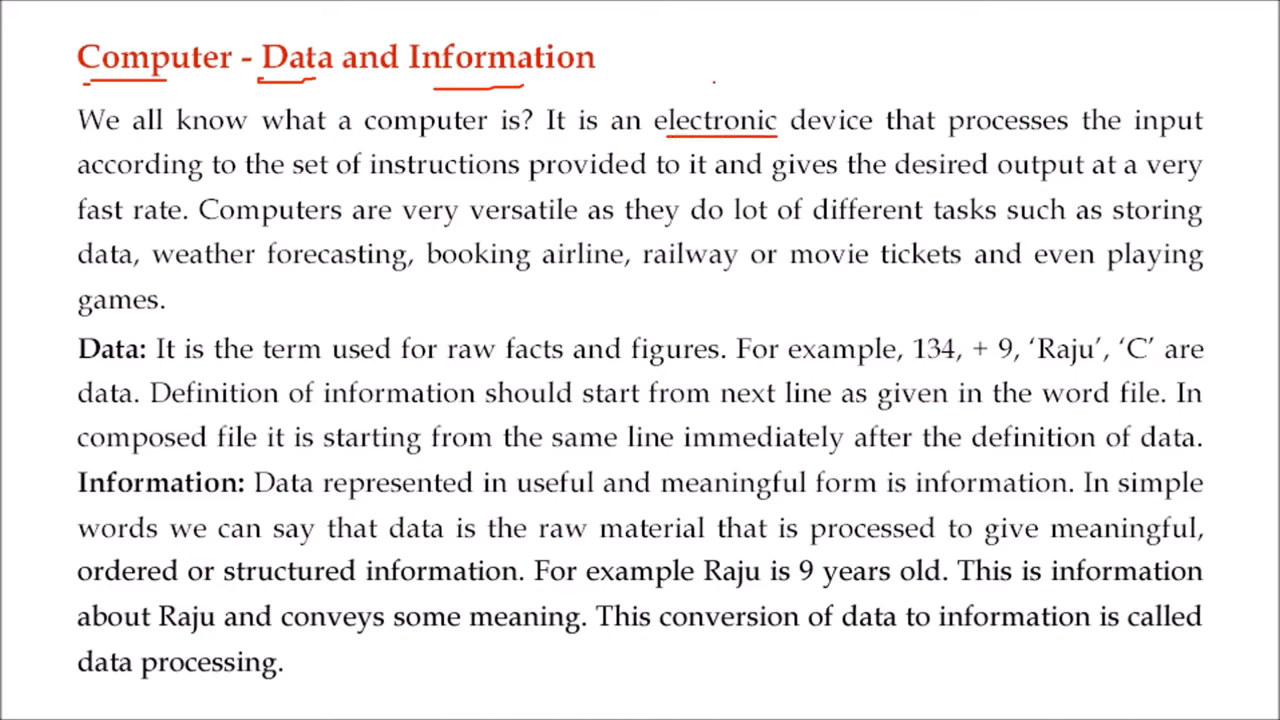 Computer - Data and Information
We all know what a computer is? It is an electronic device that processes the input
according to the set of instructions provided to it and gives the desired output at a very
fast rate. Computers are very versatile as they do lot of different tasks such as storing
data, weather forecasting, booking airline, railway or movie tickets and even playing
games.
Data: It is the term used for raw facts and figures. For example, 134, + 9, ‘Raju’, ‘C’ are
data. Definition of information should start from next line as given in the word file. In
composed file it is starting from the same line immediately after the definition of data.
Information: Data represented in useful and meaningful form is information. In simple
words we can say that data is the raw material that is processed to give meaningful,
ordered or structured information. For example Raju is 9 years old. This is information
about Raju and conveys some meaning. This conversion of data to information is called
data processing.